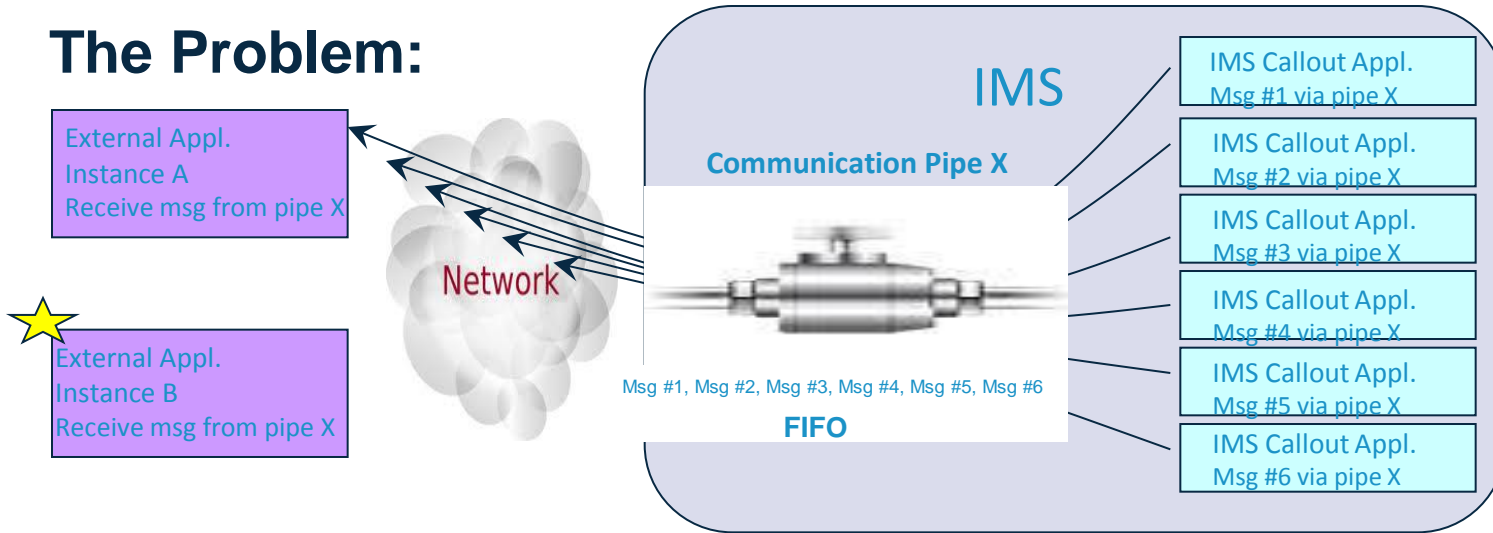 The Problem:
External Appl.
Instance A
Receive msg from pipe X
External Appl.
Instance B
Receive msg from pipe X
Network
IMS
Communication Pipe X
Msg #1, Msg #2, Msg #3, Msg #4, Msg #5, Msg #6
FIFO
IMS Callout Appl.
Msg #1 via pipe X
IMS Callout Appl.
Msg #2 via pipe X
IMS Callout Appl.
Msg #3 via pipe X
IMS Callout Appl.
Msg #4 via pipe X
IMS Callout Appl.
Msg #5 via pipe X
IMS Callout Appl.
Msg #6 via pipe X